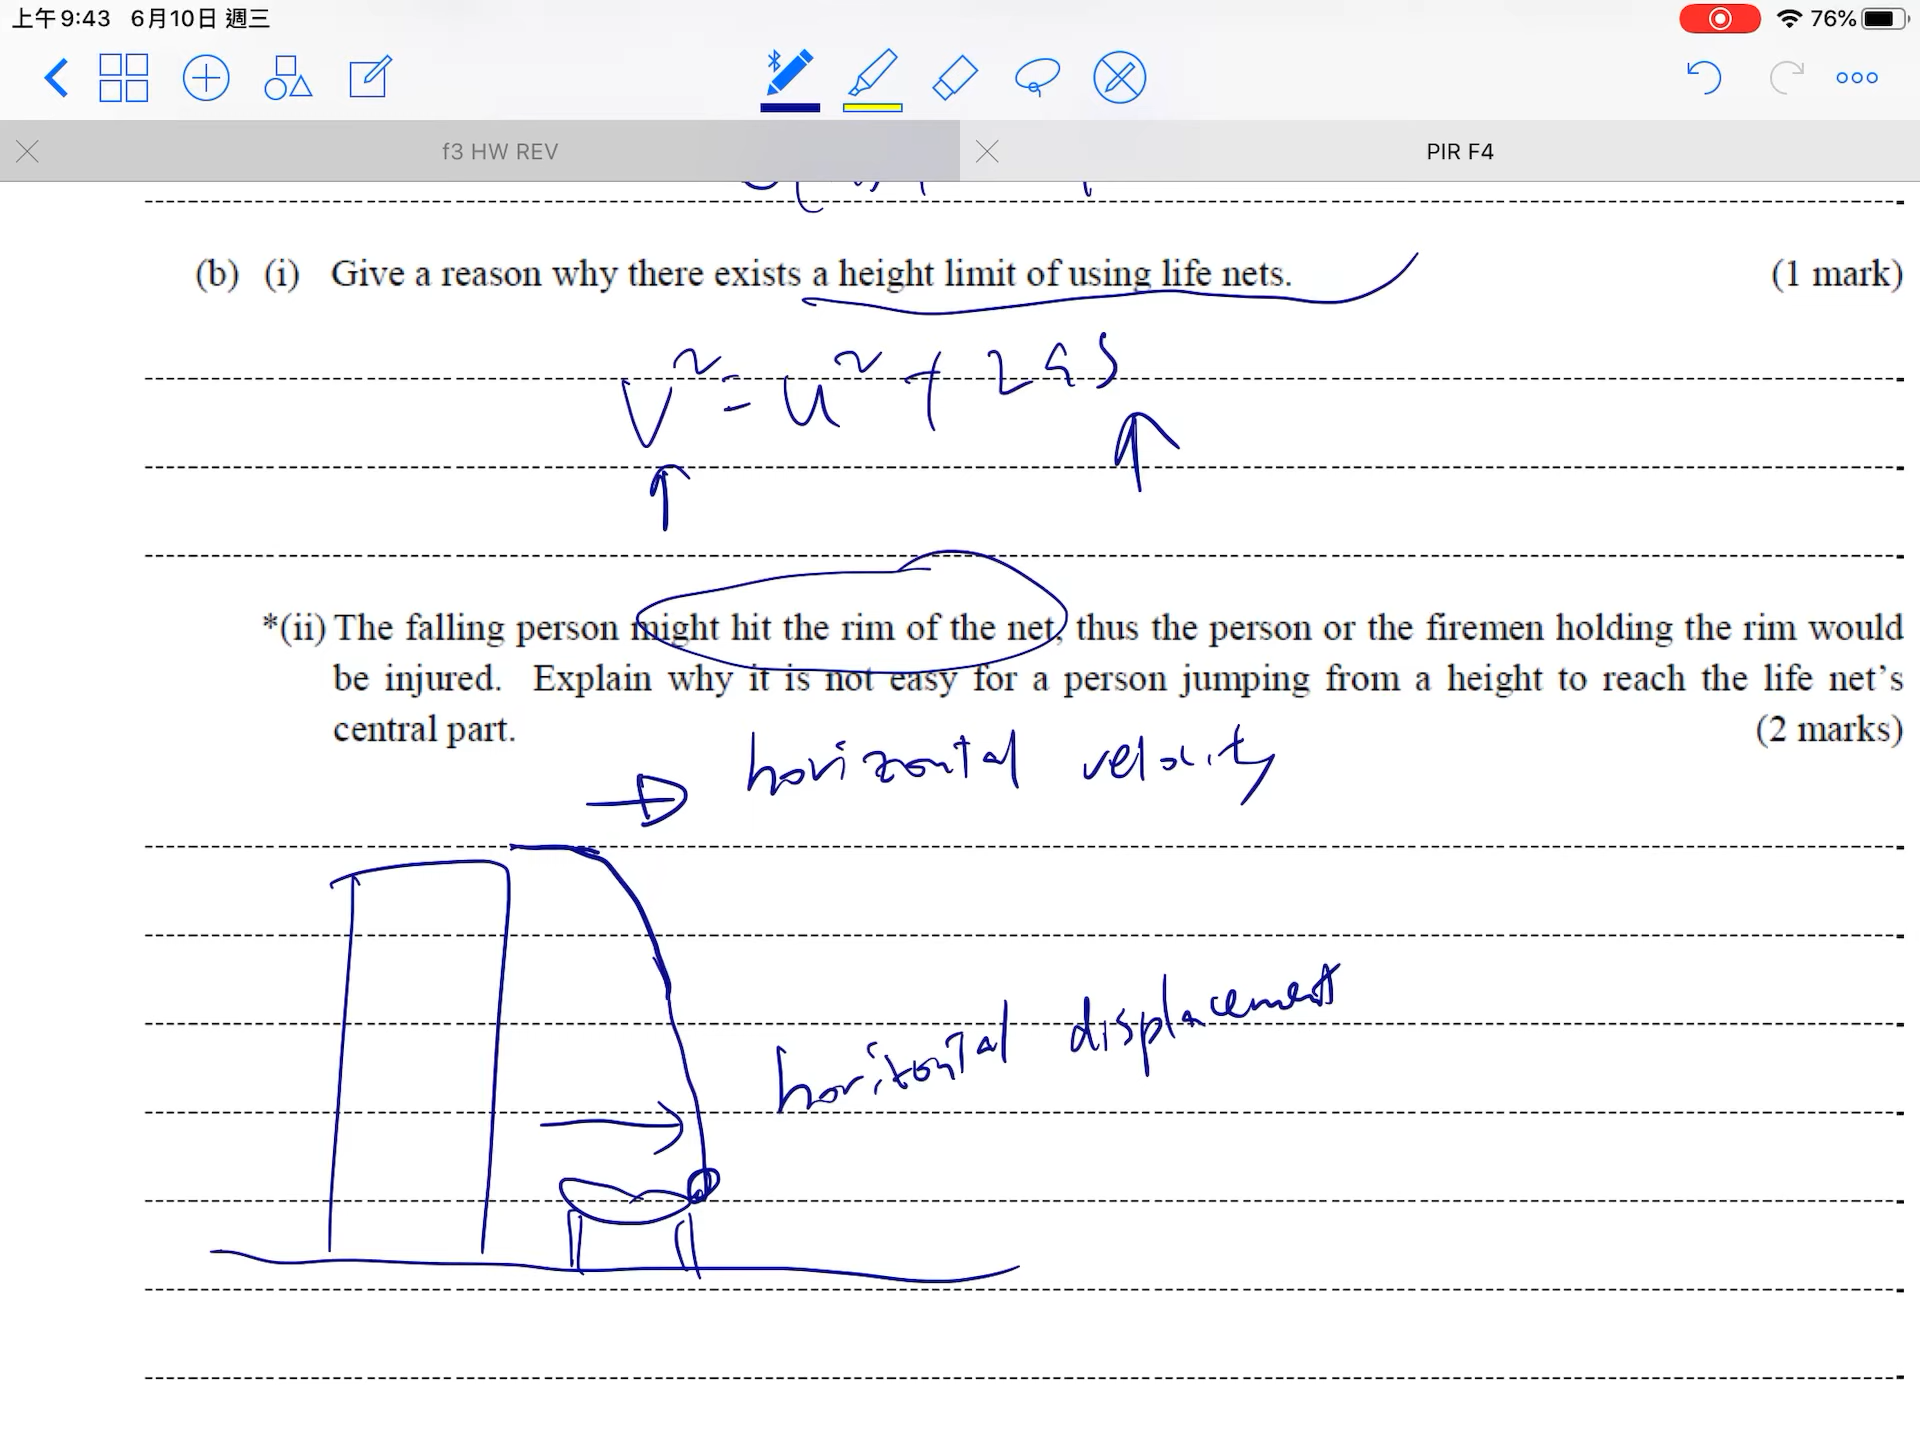 上午9:43 6月10日 週三
76%
f3 HW REV
PIR F4
(b) (i) Give a reason why there exists a height limit of using life nets. (1 mark)
v² = u² + 2as
*(ii) The falling person might hit the rim of the net, thus the person or the firemen holding the rim would
be injured. Explain why it is not easy for a person jumping from a height to reach the life net's
central part. (2 marks)
horizontal velocity
horizontal displacement